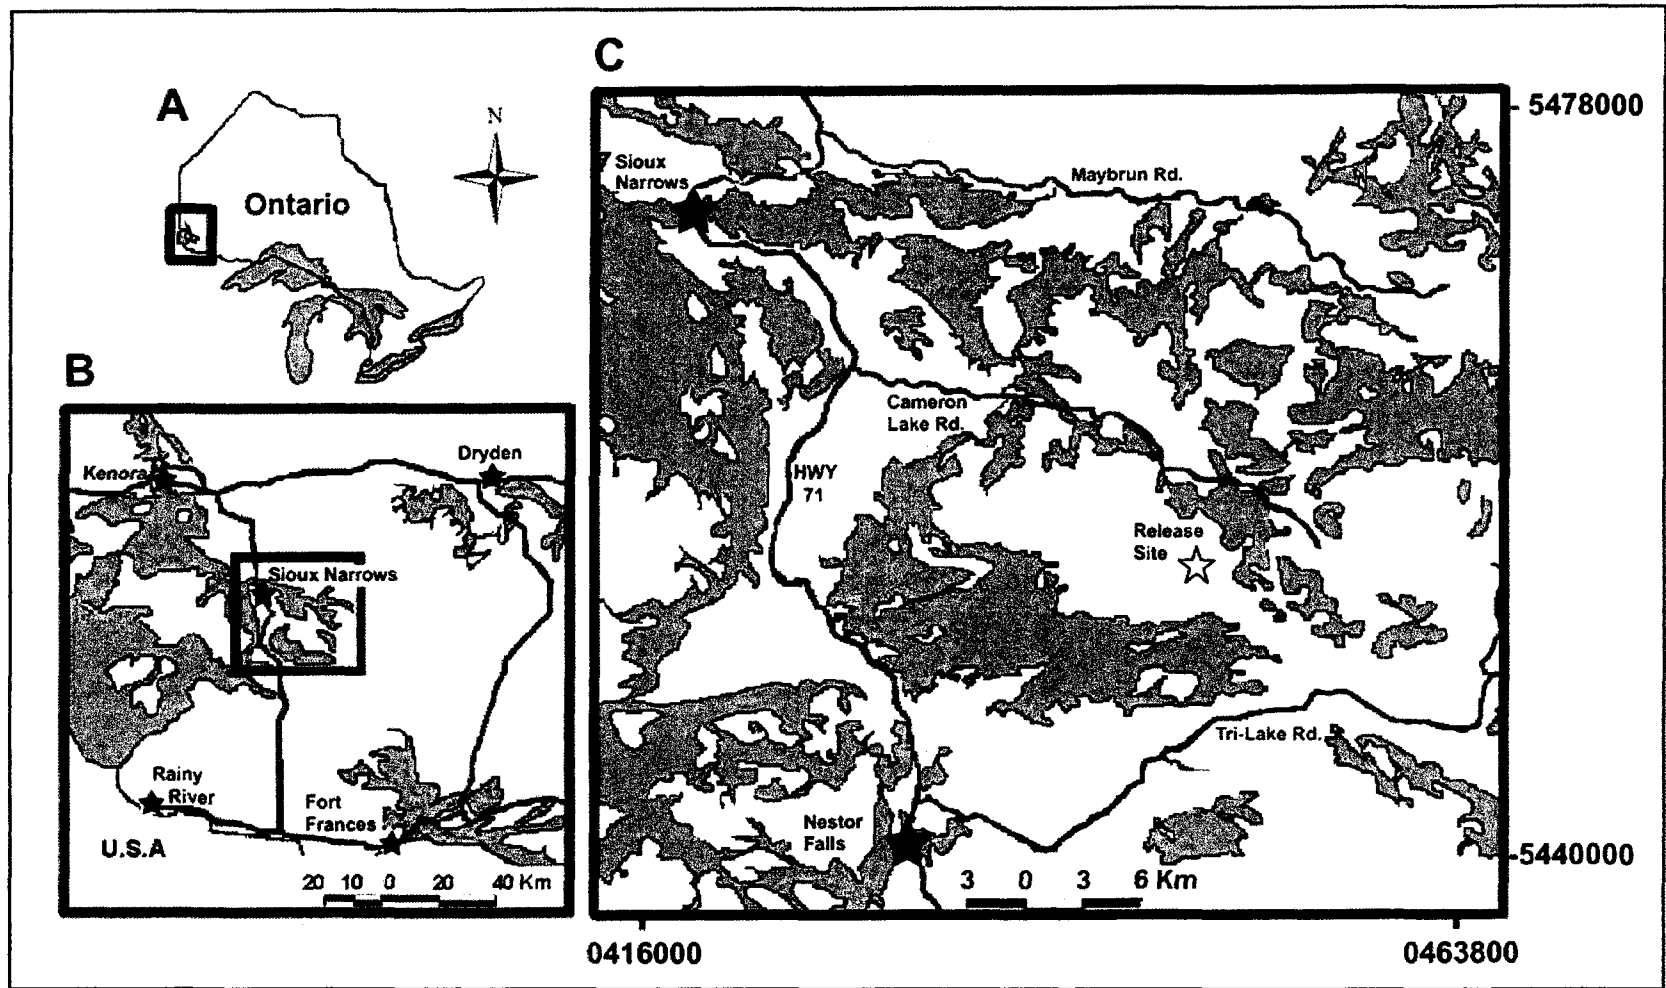 A
N
Ontario
B
Kenora
Dryden
Sioux Narrows
Rainy
River
Fort
Frances
U.S.A
20 10 0 20 40 Km
C
5478000
Sioux
Narrows
Maybrun Rd.
Cameron
Lake Rd.
HWY
71
Release
Site
Tri-Lake Rd.
Nestor
Falls
5440000
3 0 3 6 Km
0416000
0463800